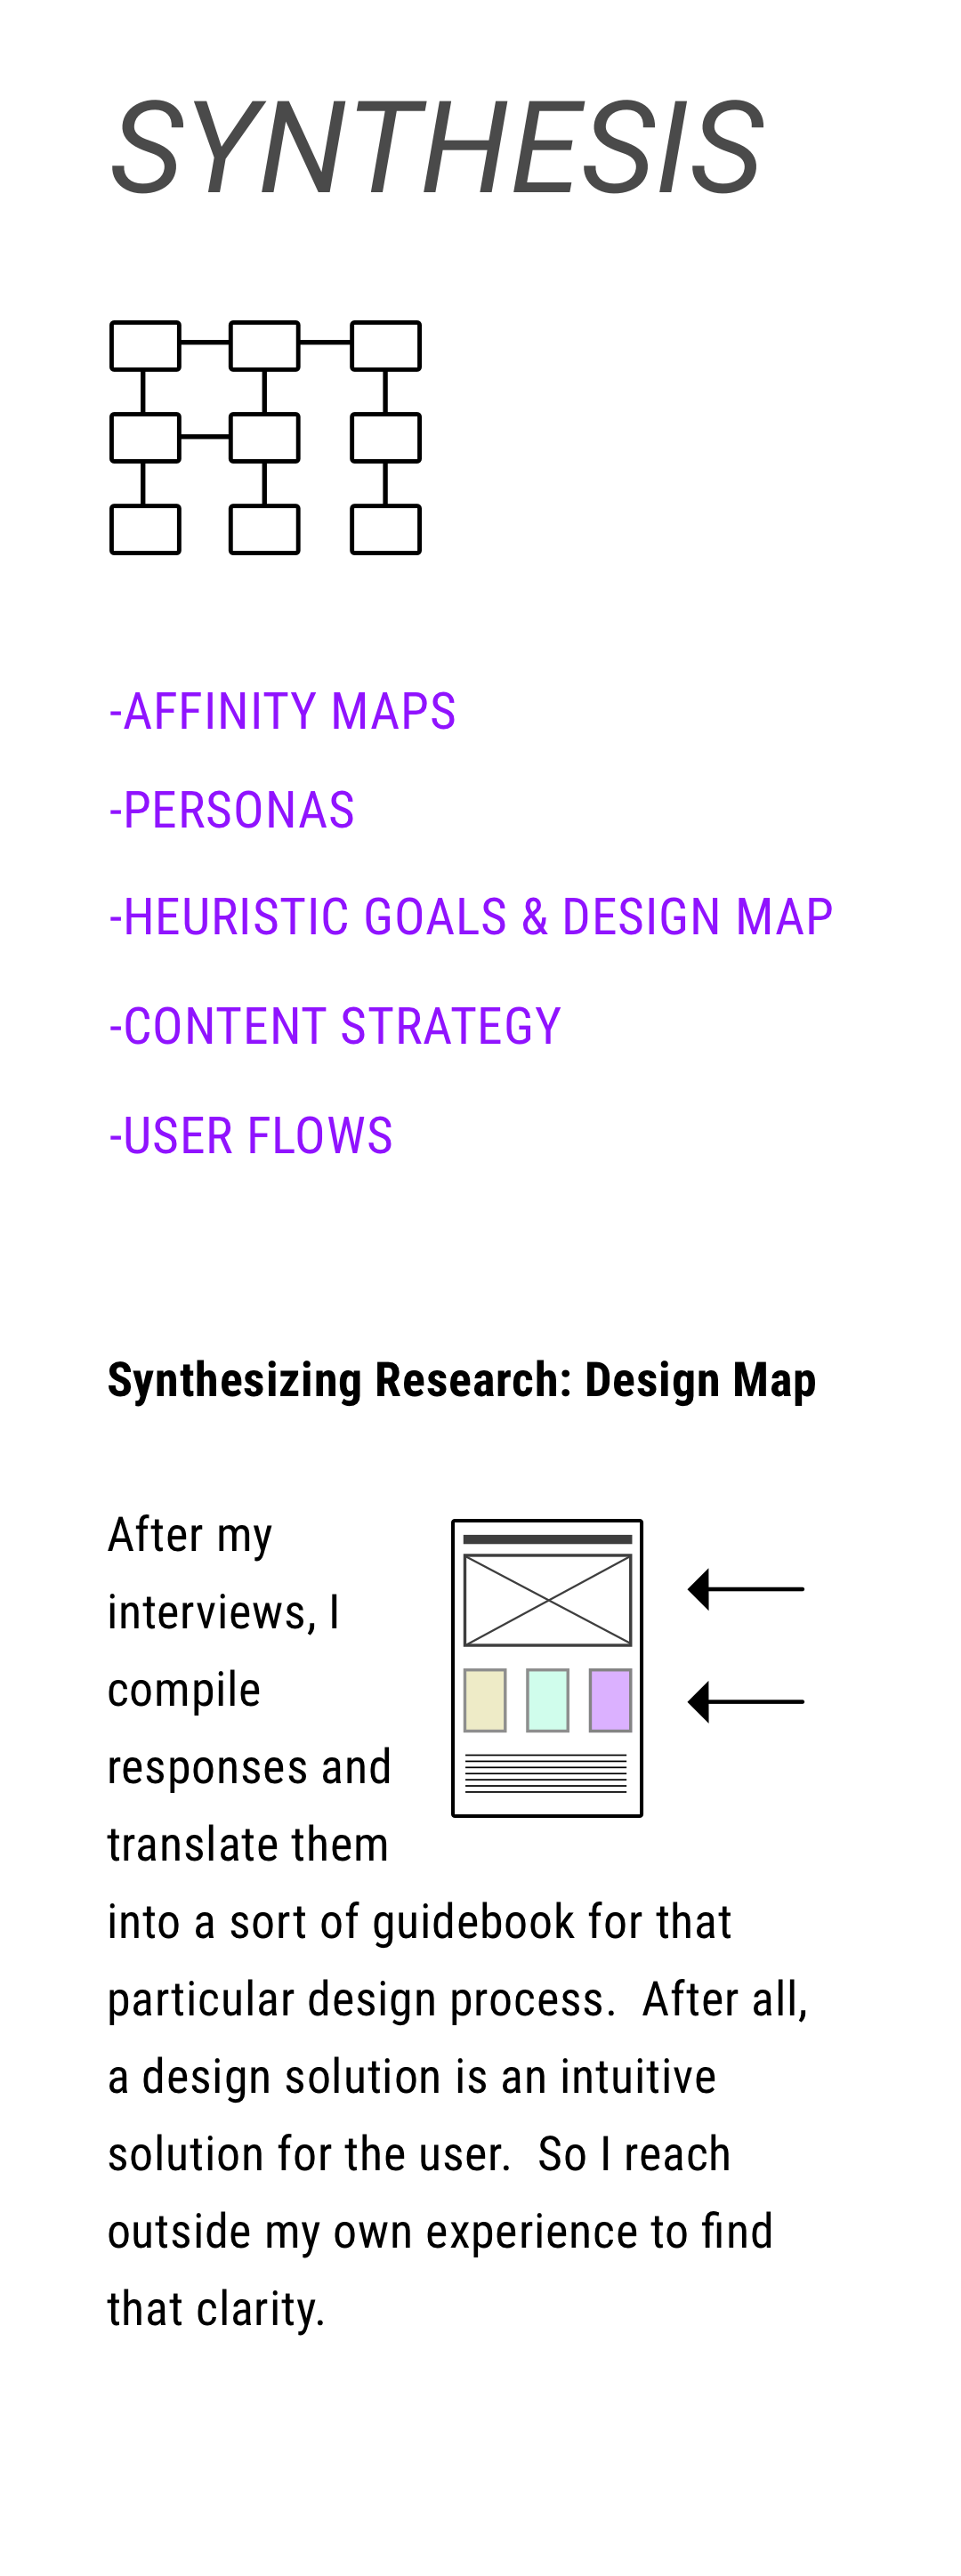 SYNTHESIS
-AFFINITY MAPS
-PERSONAS
-HEURISTIC GOALS & DESIGN MAP
-CONTENT STRATEGY
-USER FLOWS
Synthesizing Research: Design Map
After my
interviews, I
compile
responses and
translate them
into a sort of guidebook for that
particular design process.  After all,
a design solution is an intuitive
solution for the user.  So I reach
outside my own experience to find
that clarity.